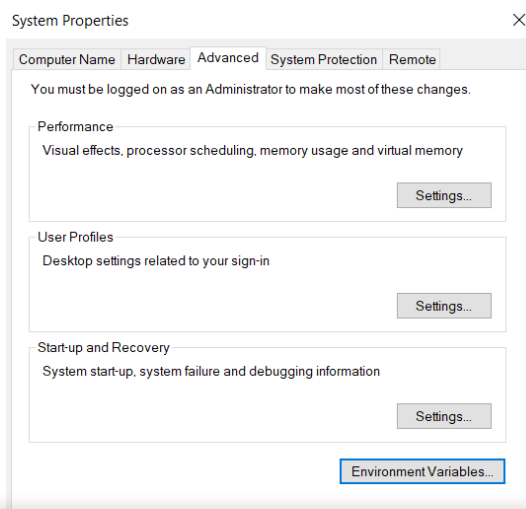 System Properties
Computer Name Hardware Advanced System Protection Remote
You must be logged on as an Administrator to make most of these changes.
Performance
Visual effects, processor scheduling, memory usage and virtual memory
Settings...
User Profiles
Desktop settings related to your sign-in
Settings...
Start-up and Recovery
System start-up, system failure and debugging information
Settings...
Environment Variables...